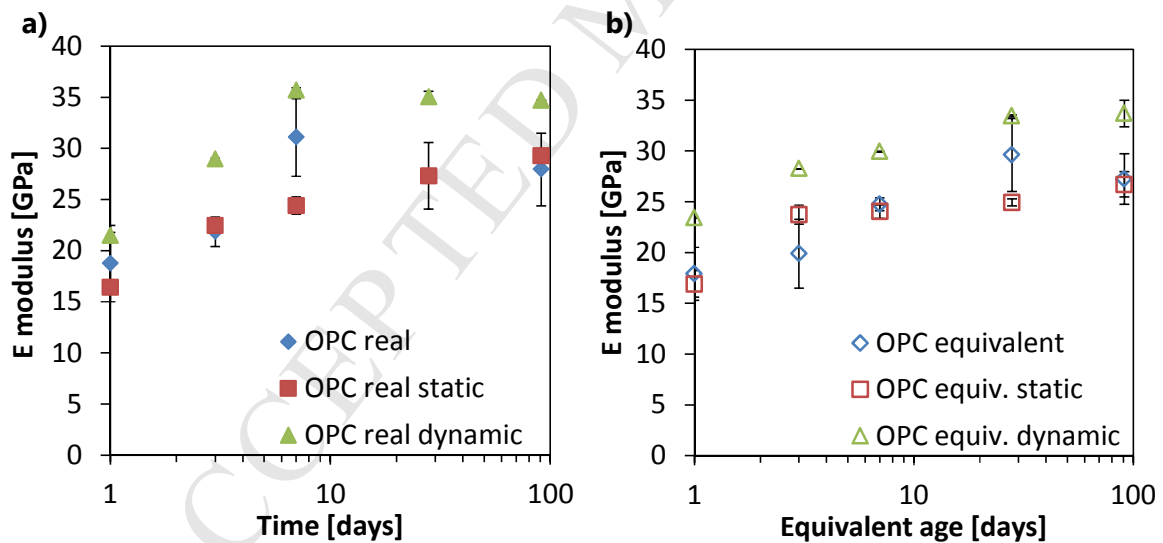 a)
40
35
30
25
20
15
10
5
0
E modulus [GPa]
OPC real
OPC real static
OPC real dynamic
1
10
100
Time [days]
b)
40
35
30
25
20
15
10
5
0
E modulus [GPa]
OPC equivalent
OPC equiv. static
OPC equiv. dynamic
1
10
100
Equivalent age [days]
CCEPTED M